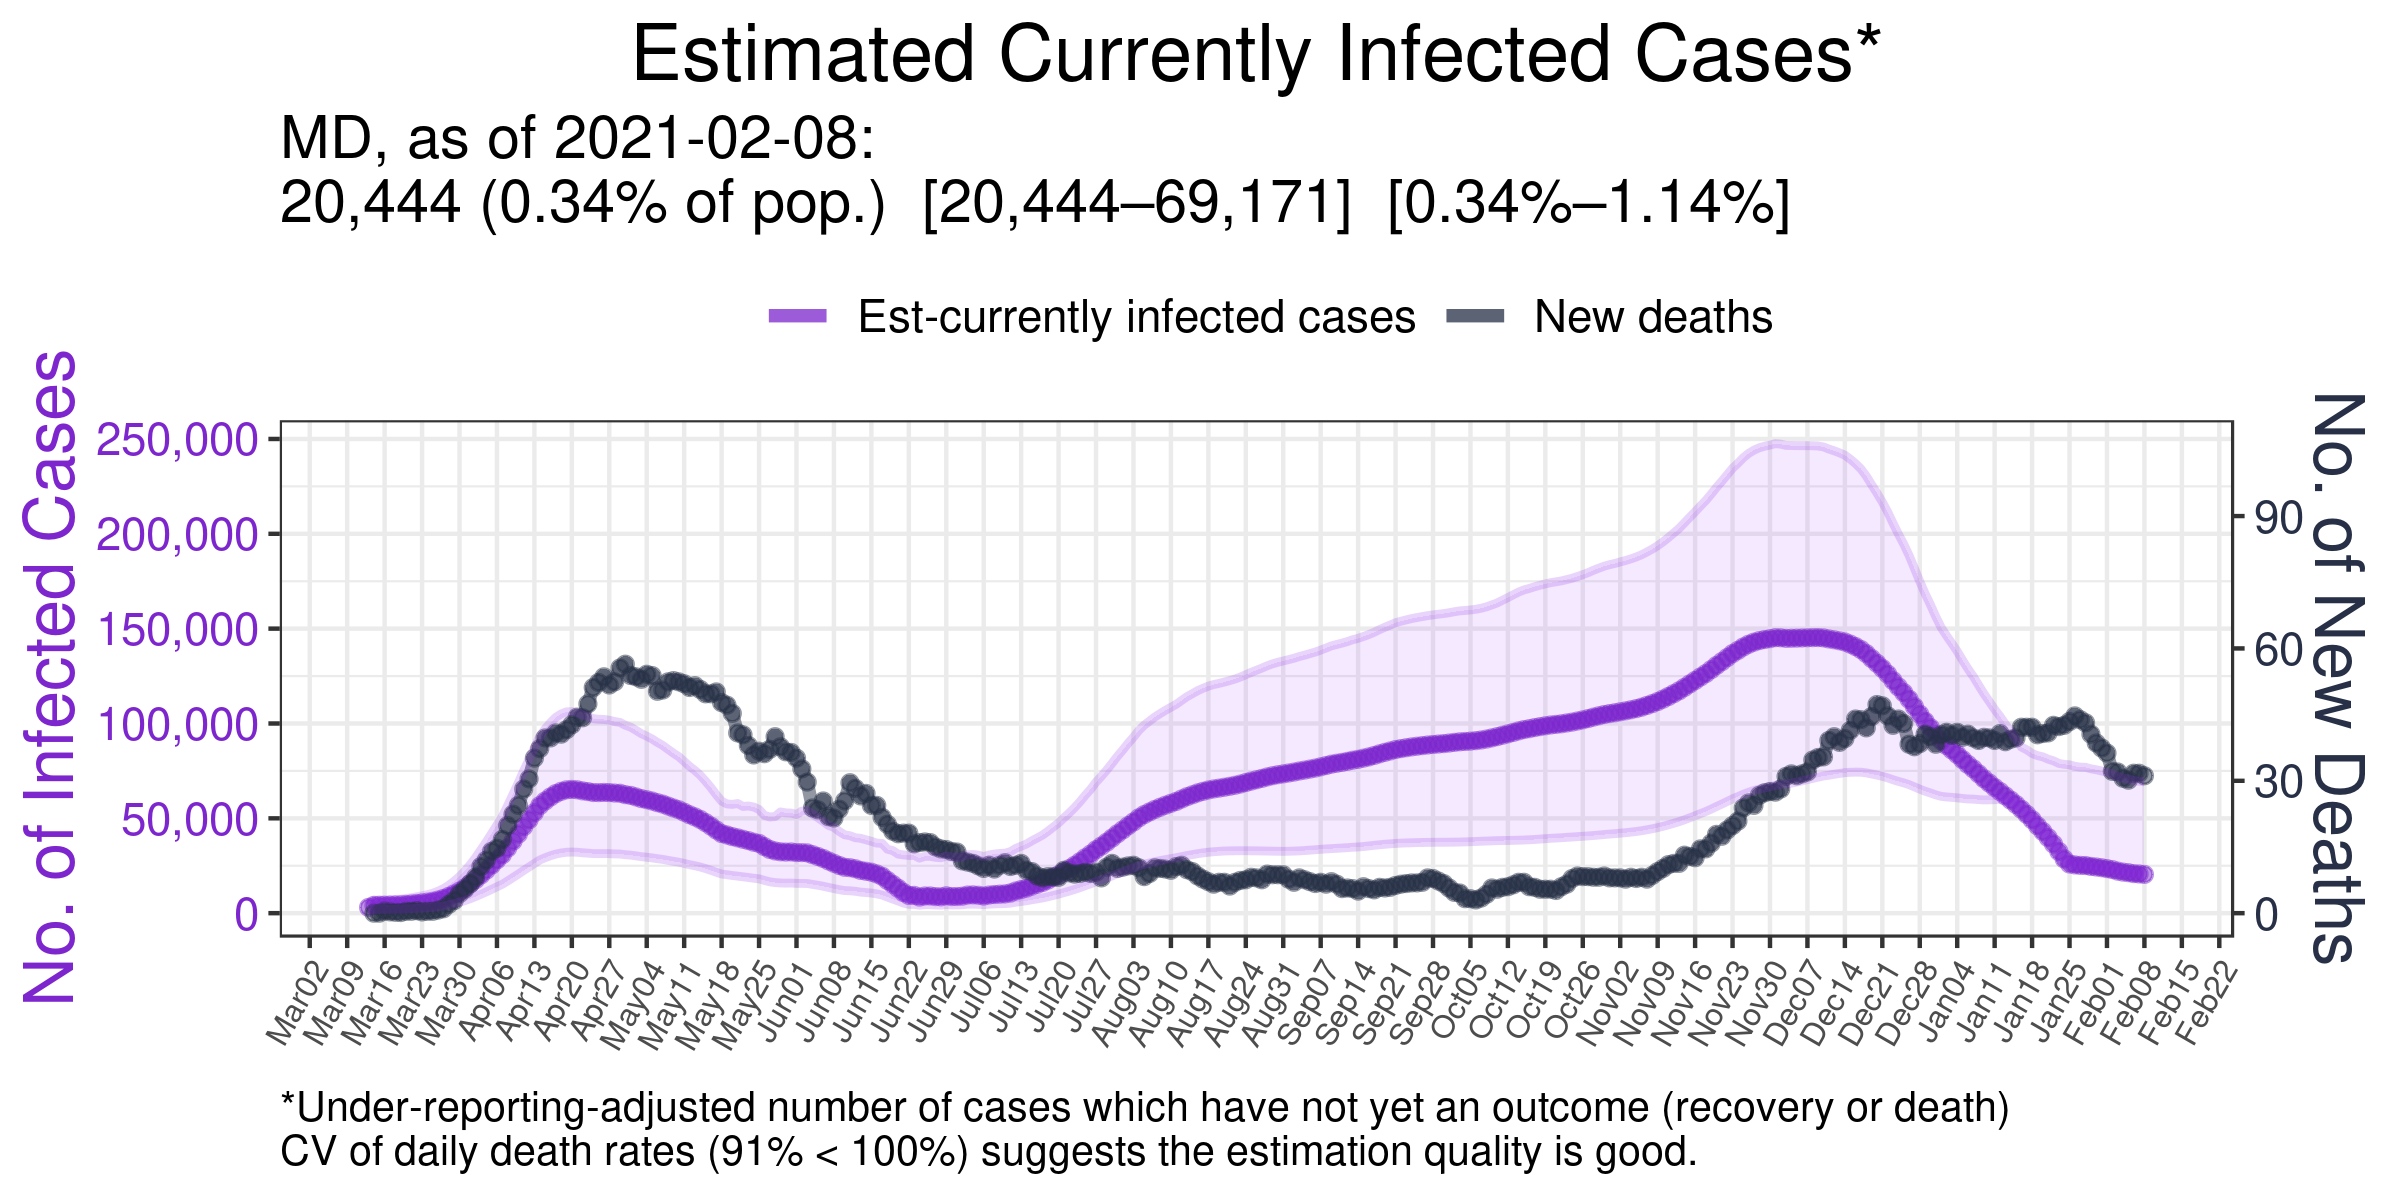 Estimated Currently Infected Cases*
MD, as of 2021-02-08:
20,444 (0.34% of pop.) [20,444–69,171] [0.34%–1.14%]
Est-currently infected cases
New deaths
No. of Infected Cases
250,000
200,000
150,000
100,000
50,000
0
90
60
30
0
No. of New Deaths
Mar02
Mar09
Mar16
Mar23
Mar30
Apr06
Apr13
Apr20
Apr27
May04
May11
May18
May25
Jun01
Jun08
Jun15
Jun22
Jun29
Jul06
Jul13
Jul20
Jul27
Aug03
Aug10
Aug17
Aug24
Aug31
Sep07
Sep14
Sep21
Sep28
Oct05
Oct12
Oct19
Oct26
Nov02
Nov09
Nov16
Nov23
Nov30
Dec07
Dec14
Dec21
Dec28
Jan04
Jan11
Jan18
Jan25
Feb01
Feb08
Feb15
Feb22
*Under-reporting-adjusted number of cases which have not yet an outcome (recovery or death)
CV of daily death rates (91% < 100%) suggests the estimation quality is good.